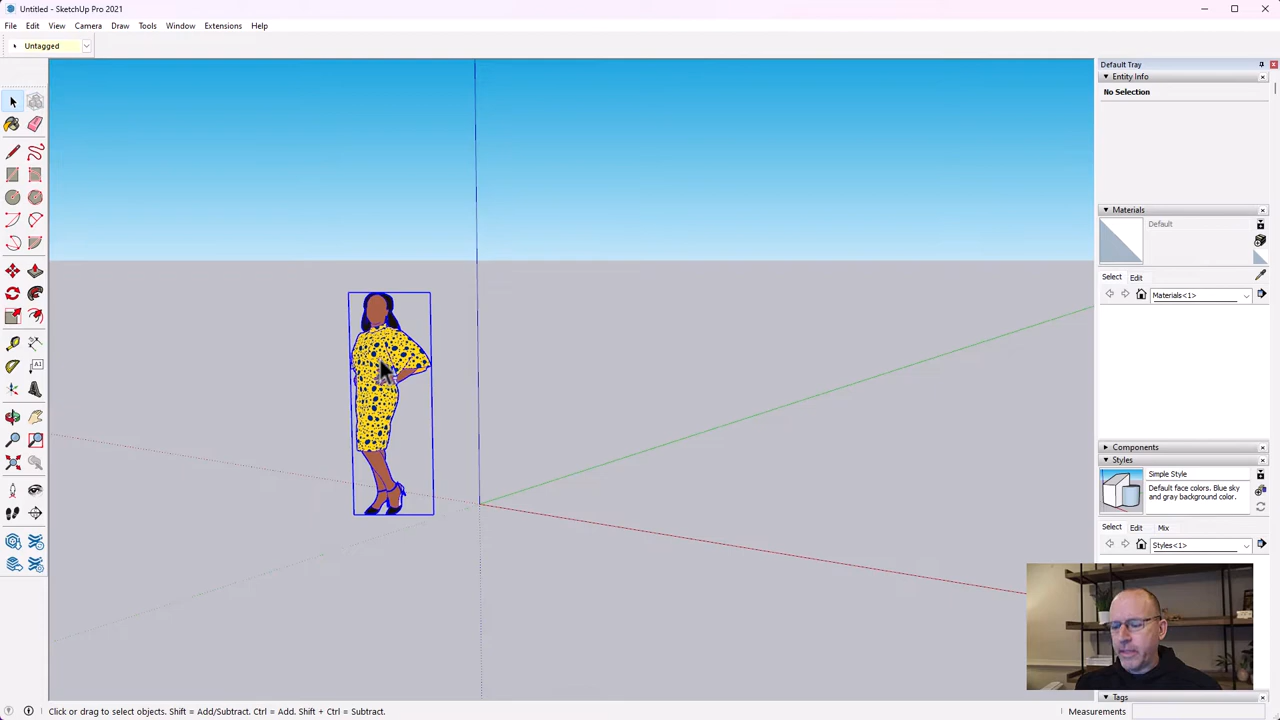 Untitled - SketchUp Pro 2021
File Edit View Camera Draw Tools Window Extensions Help
Untagged
Default Tray
Entity Info
No Selection
Materials
Default
Select Edit
Materials<1>
Components
Styles
Simple Style
Default face colors. Blue sky
and gray background color.
Select Edit Mix
Styles<1>
Tags
Click or drag to select objects. Shift = Add/Subtract. Ctrl = Add. Shift + Ctrl = Subtract.
Measurements